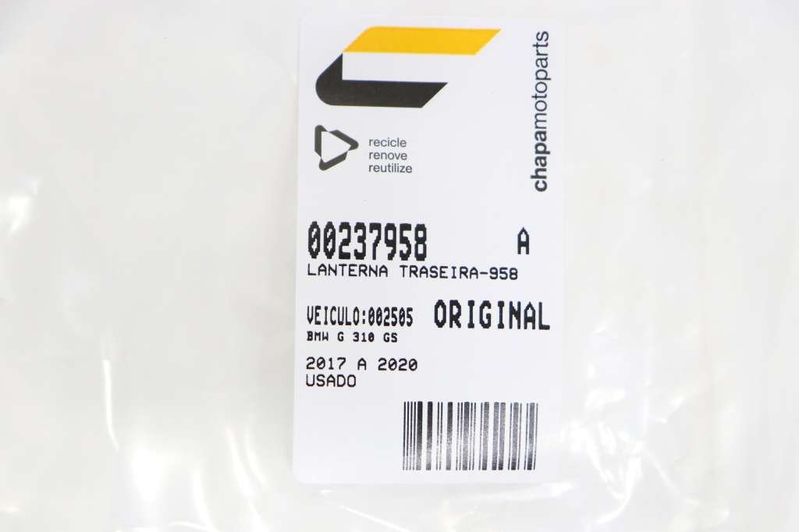 chapamotoparts
recicle
renove
reutilize
00237958 A
LANTERNA TRASEIRA-958
VEICULO:002505 ORIGINAL
BMW G 310 GS
2017 A 2020
USADO